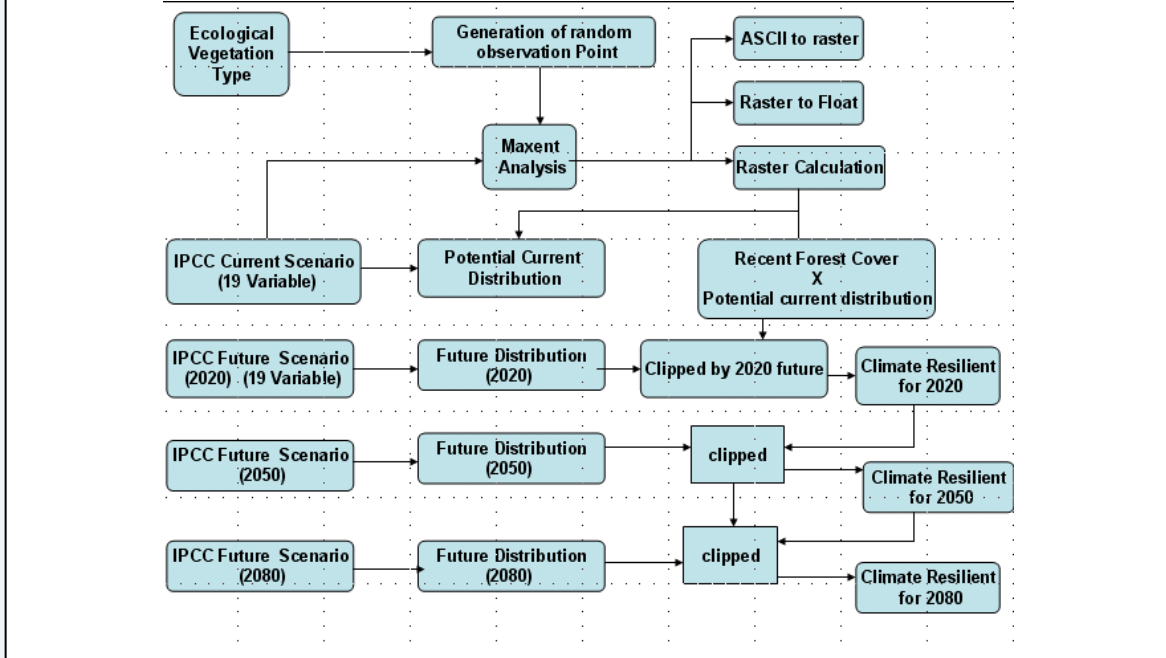 Ecological
Vegetation
Type
Generation of random
observation Point
ASCII to raster
Raster to Float
Maxent
Analysis
Raster Calculation
IPCC Current Scenario
(19 Variable)
Potential Current
Distribution
Recent Forest Cover
X
Potential current distribution
IPCC Future Scenario
(2020) (19 Variable)
Future Distribution
(2020)
Clipped by 2020 future
Climate Resilient
for 2020
IPCC Future Scenario
(2050)
Future Distribution
(2050)
clipped
Climate Resilient
for 2050
IPCC Future Scenario
(2080)
Future Distribution
(2080)
clipped
Climate Resilient
for 2080